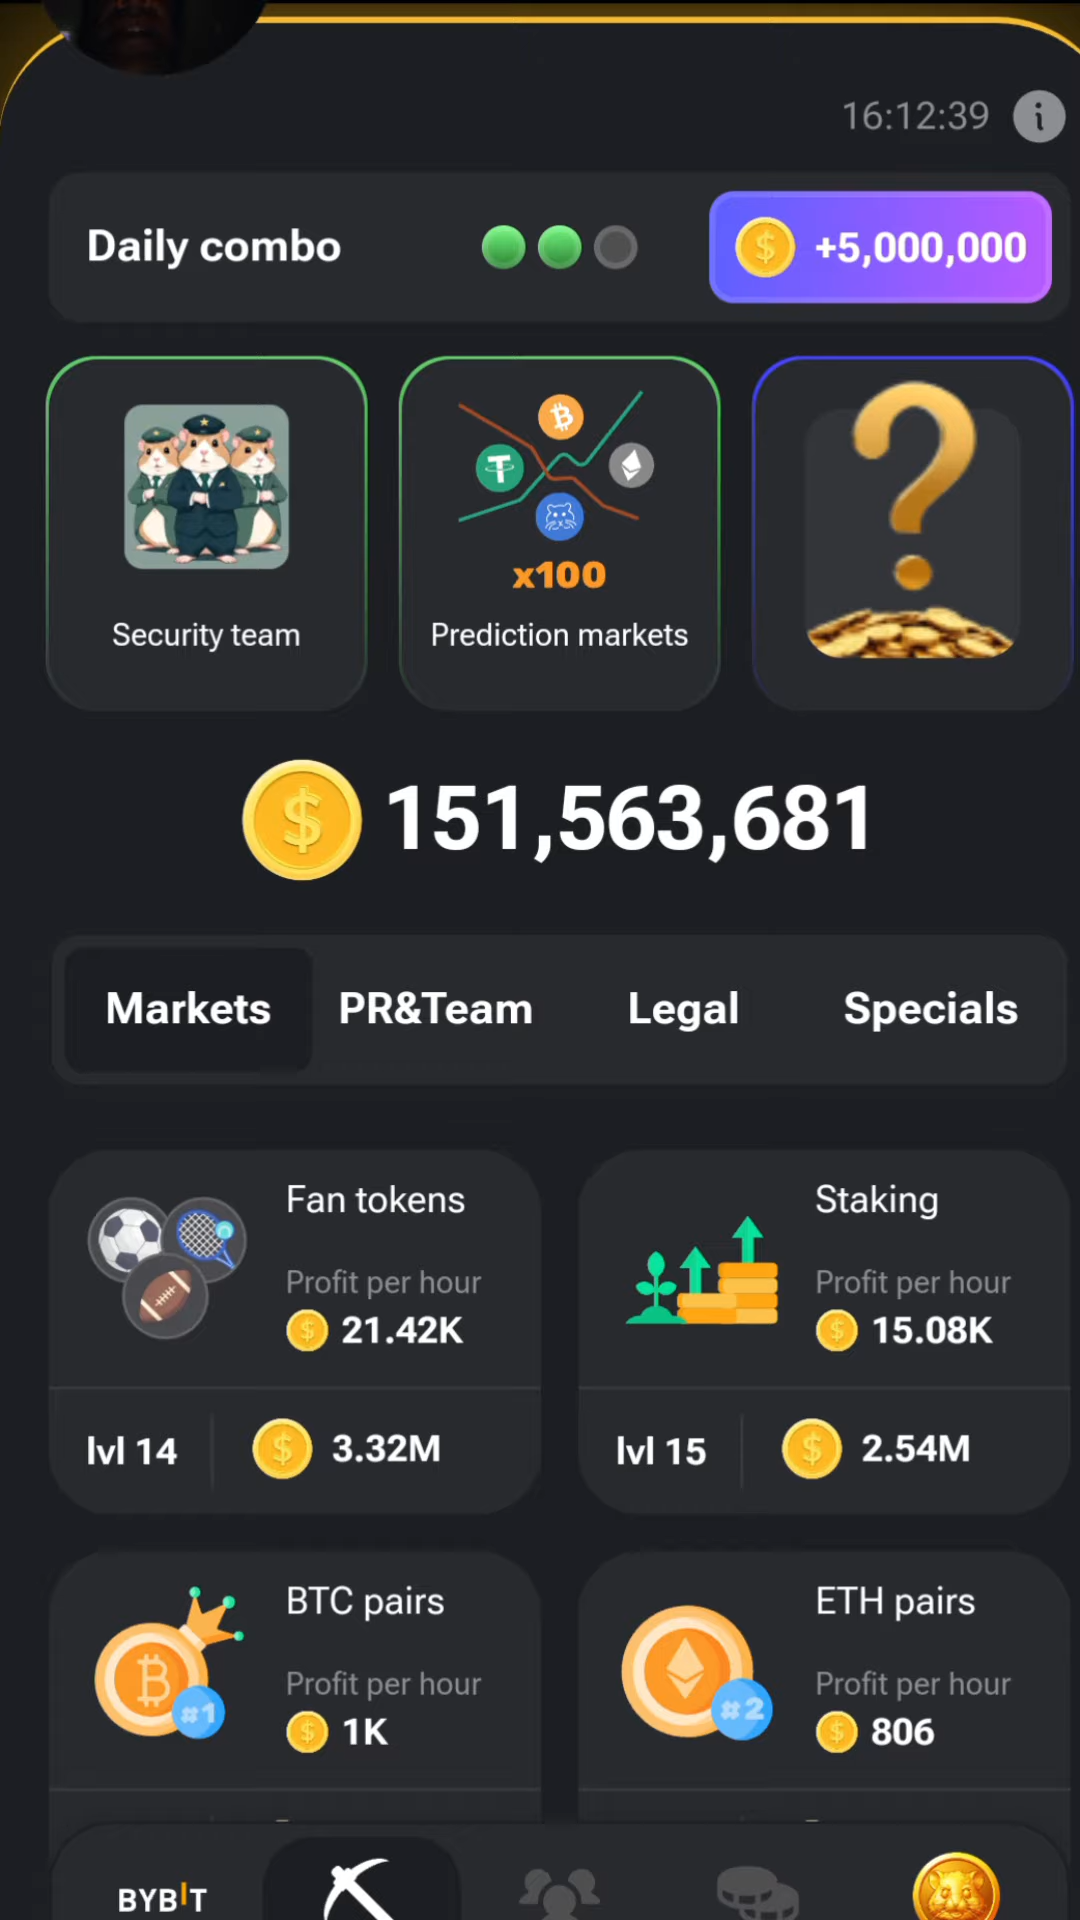 16:12:39
Daily combo
+5,000,000
x100
Security team
Prediction markets
151,563,681
Markets
PR&Team
Legal
Specials
Fan tokens
Profit per hour
21.42K
lvl 14
3.32M
Staking
Profit per hour
15.08K
lvl 15
2.54M
BTC pairs
#1
Profit per hour
1K
ETH pairs
#2
Profit per hour
806
BYBIT